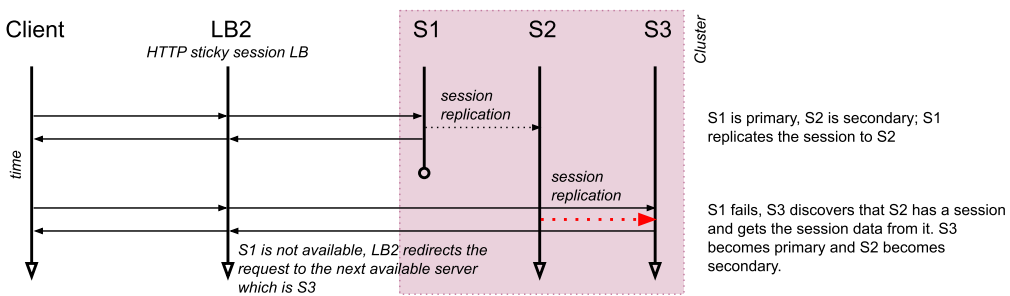 Client
LB2
HTTP sticky session LB
S1
S2
S3
Cluster
session
replication
S1 is primary, S2 is secondary; S1
replicates the session to S2
time
session
replication
S1 fails, S3 discovers that S2 has a session
and gets the session data from it. S3
becomes primary and S2 becomes
secondary.
S1 is not available, LB2 redirects the
request to the next available server
which is S3